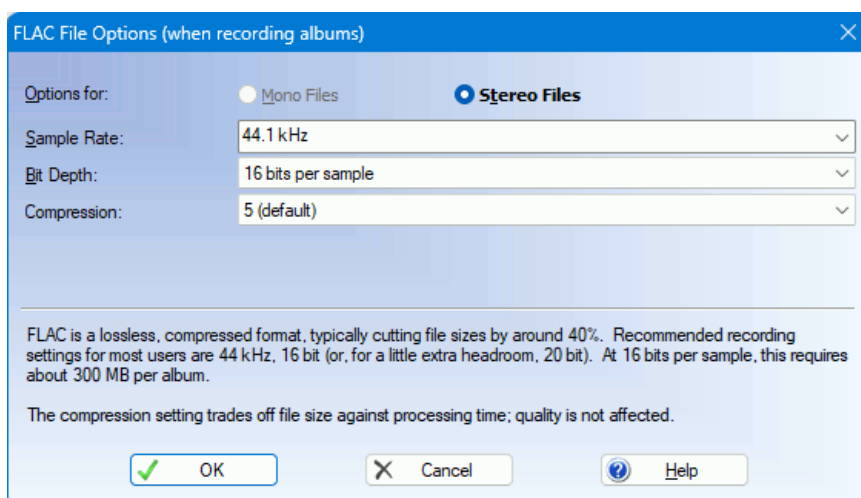 FLAC File Options (when recording albums)
Options for: Mono Files Stereo Files
Sample Rate: 44.1 kHz
Bit Depth: 16 bits per sample
Compression: 5 (default)
FLAC is a lossless, compressed format, typically cutting file sizes by around 40%. Recommended recording
settings for most users are 44 kHz, 16 bit (or, for a little extra headroom, 20 bit). At 16 bits per sample, this requires
about 300 MB per album.
The compression setting trades off file size against processing time; quality is not affected.
OK Cancel Help